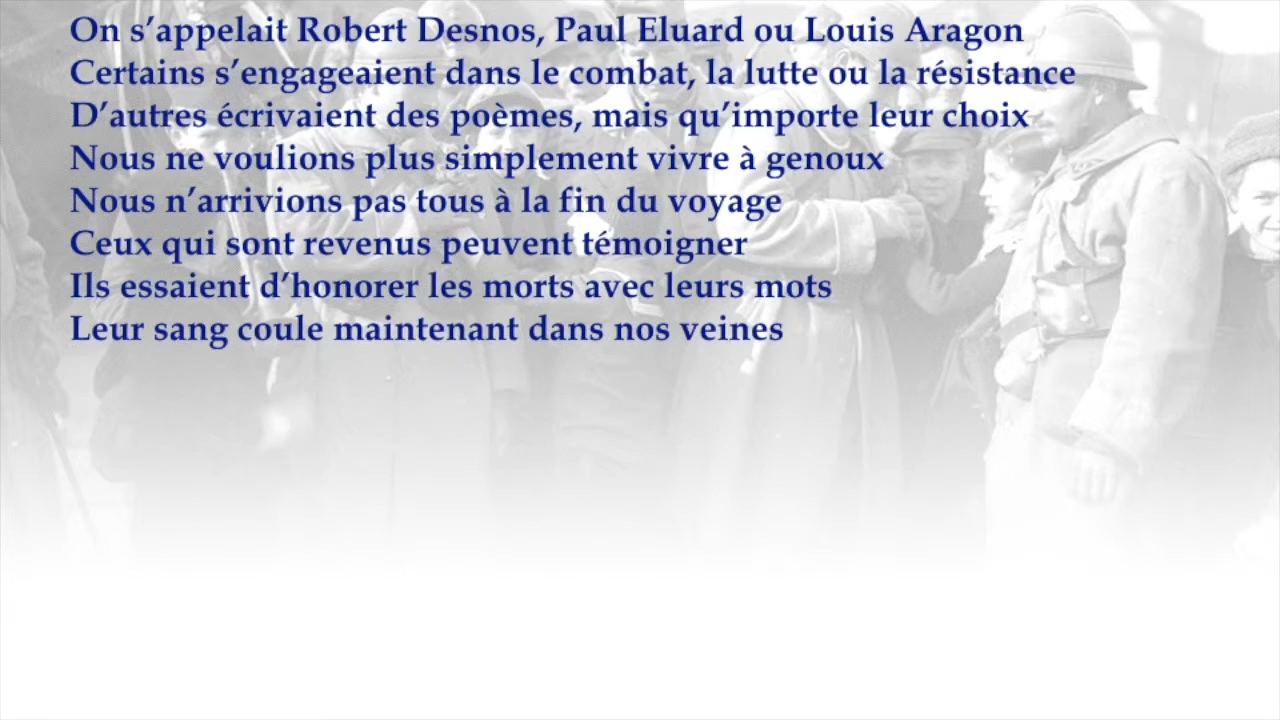 On s’appelait Robert Desnos, Paul Eluard ou Louis Aragon
Certains s’engageaient dans le combat, la lutte ou la résistance
D’autres écrivaient des poèmes, mais qu’importe leur choix
Nous ne voulions plus simplement vivre à genoux
Nous n’arrivions pas tous à la fin du voyage
Ceux qui sont revenus peuvent témoigner
Ils essaient d’honorer les morts avec leurs mots
Leur sang coule maintenant dans nos veines